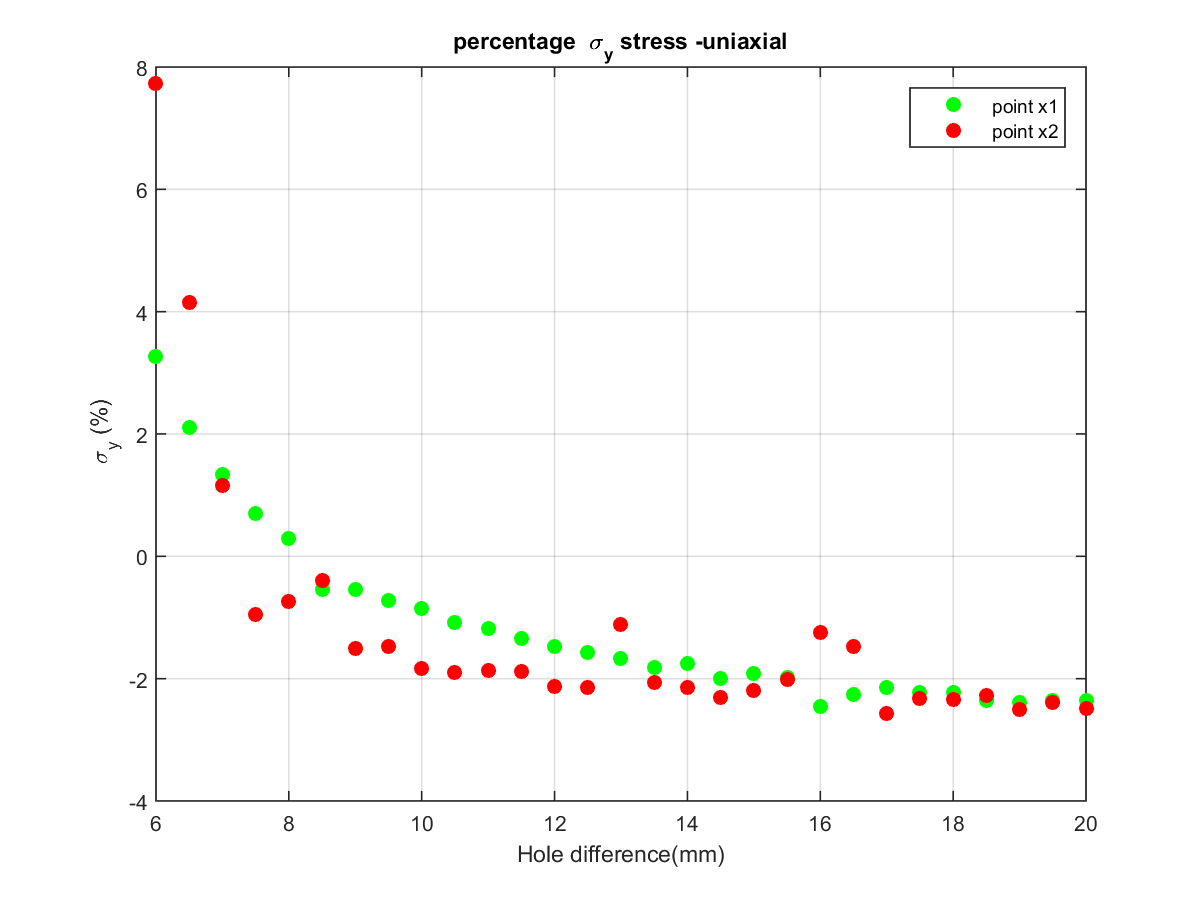 percentage σy stress -uniaxial
point x1
point x2
8
6
4
2
0
-2
-4
σy (%)
6 8 10 12 14 16 18 20
Hole difference(mm)